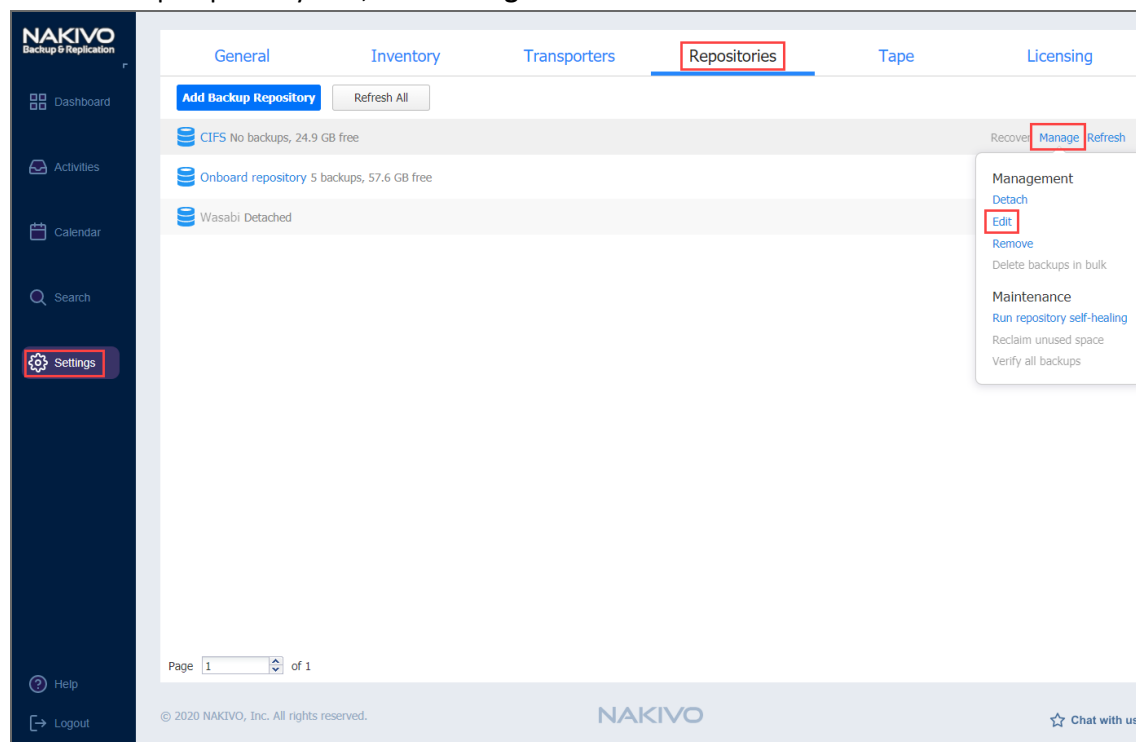 NAKIVO
Backup & Replication
General Inventory Transporters Repositories Tape Licensing
Dashboard
Add Backup Repository Refresh All
CIFS No backups, 24.9 GB free Recover Manage Refresh
Activities
Onboard repository 5 backups, 57.6 GB free
Management
Detach
Wasabi Detached
Edit
Calendar
Remove
Delete backups in bulk
Search
Maintenance
Run repository self-healing
Reclaim unused space
Settings
Verify all backups
Page 1 of 1
Help
© 2020 NAKIVO, Inc. All rights reserved. NAKIVO Chat with us
Logout